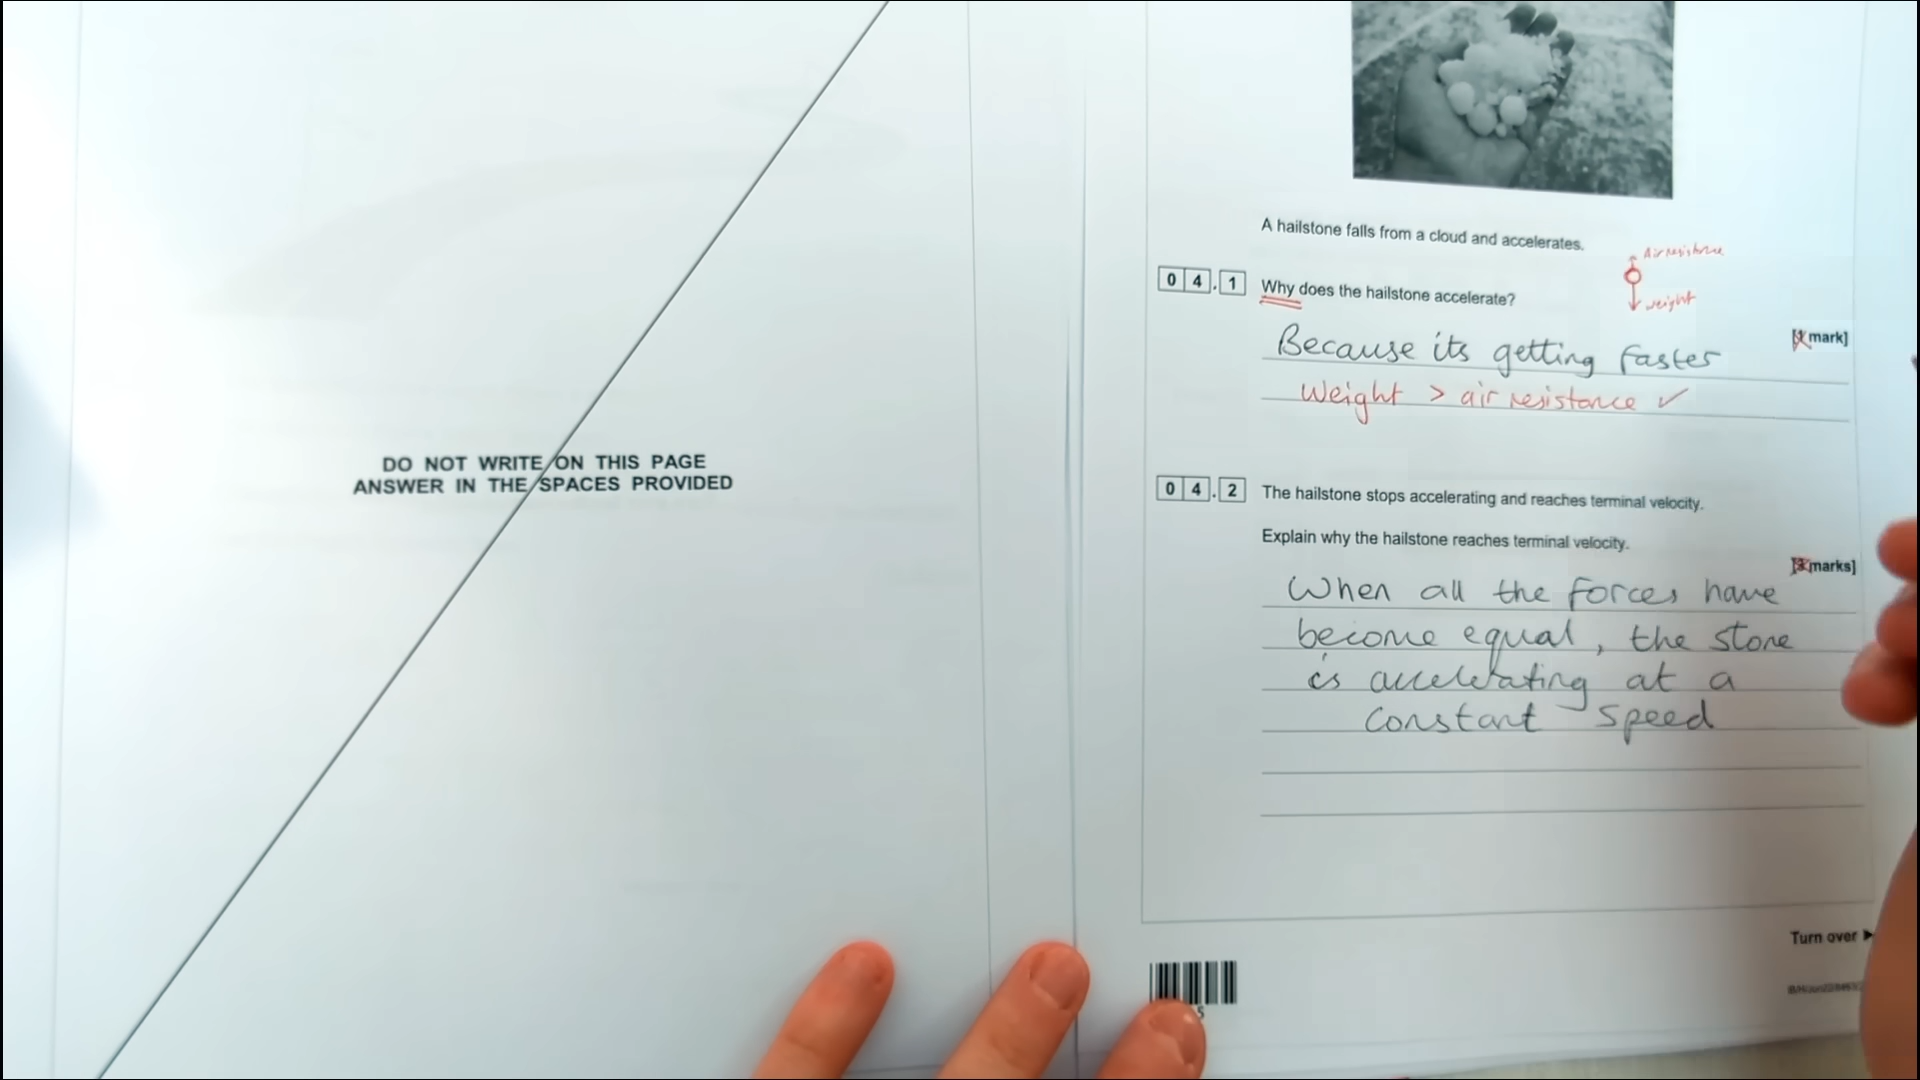 DO NOT WRITE ON THIS PAGE
ANSWER IN THE SPACES PROVIDED
A hailstone falls from a cloud and accelerates.
Air resistance
weight
0 4 . 1 Why does the hailstone accelerate?
mark]
Because its getting faster
Weight > air resistance ✓
0 4 . 2 The hailstone stops accelerating and reaches terminal velocity.
Explain why the hailstone reaches terminal velocity.
marks]
When all the forces have
become equal, the stone
is accelerating at a
constant speed
Turn over ►
5